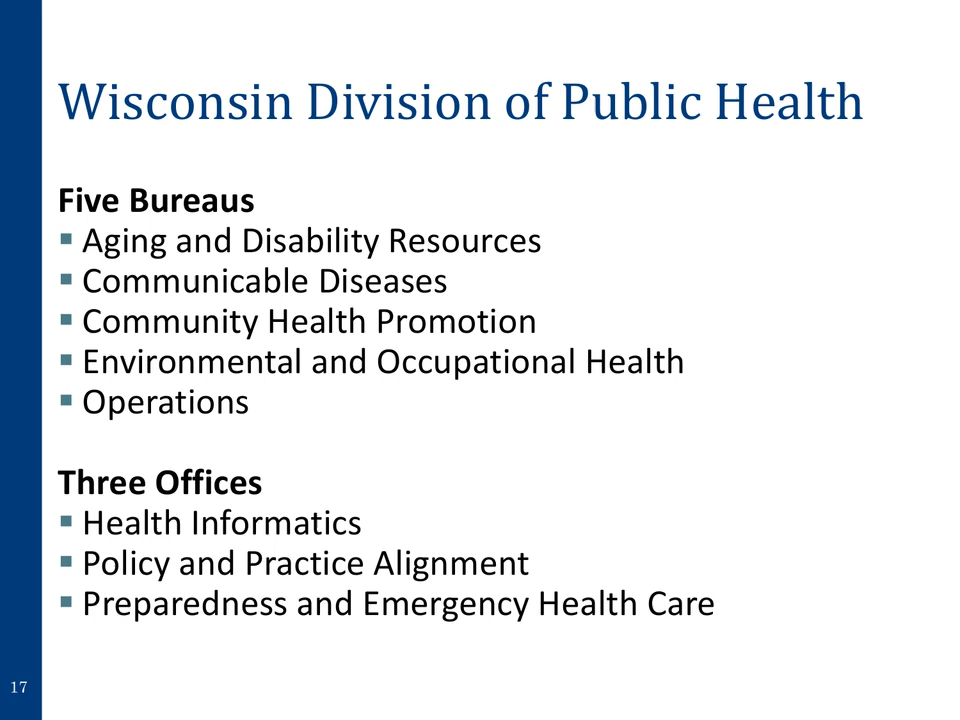 Wisconsin Division of Public Health
Five Bureaus
▪ Aging and Disability Resources
▪ Communicable Diseases
▪ Community Health Promotion
▪ Environmental and Occupational Health
▪ Operations
Three Offices
▪ Health Informatics
▪ Policy and Practice Alignment
▪ Preparedness and Emergency Health Care
17